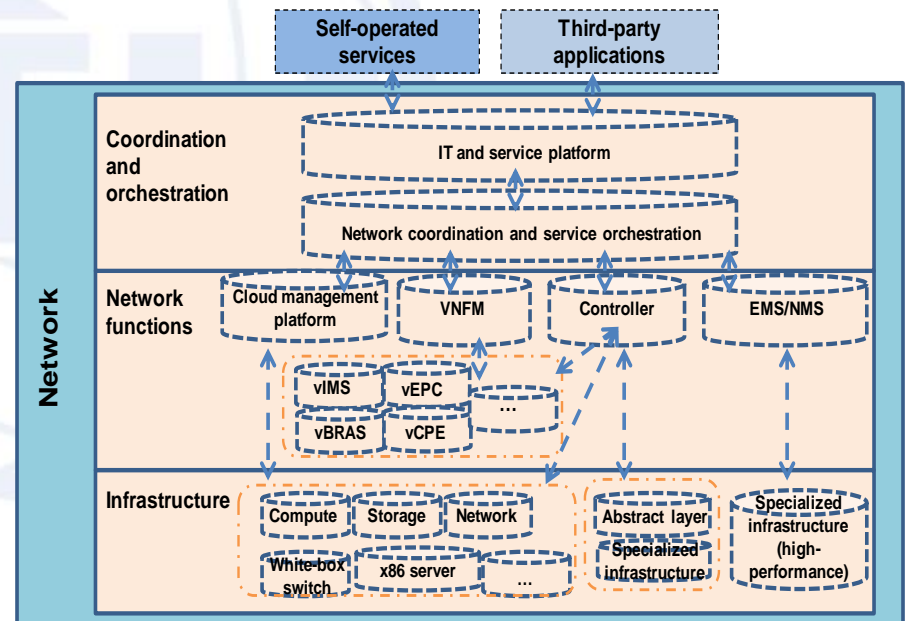 Self-operated
services
Third-party
applications
Network
Coordination
and
orchestration
IT and service platform
Network coordination and service orchestration
Network
functions
Cloud management
platform
VNFM
Controller
EMS/NMS
vIMS
vEPC
...
vBRAS
vCPE
Infrastructure
Compute
Storage
Network
White-box
switch
x86 server
...
Abstract layer
Specialized
infrastructure
Specialized
infrastructure
(high-
performance)